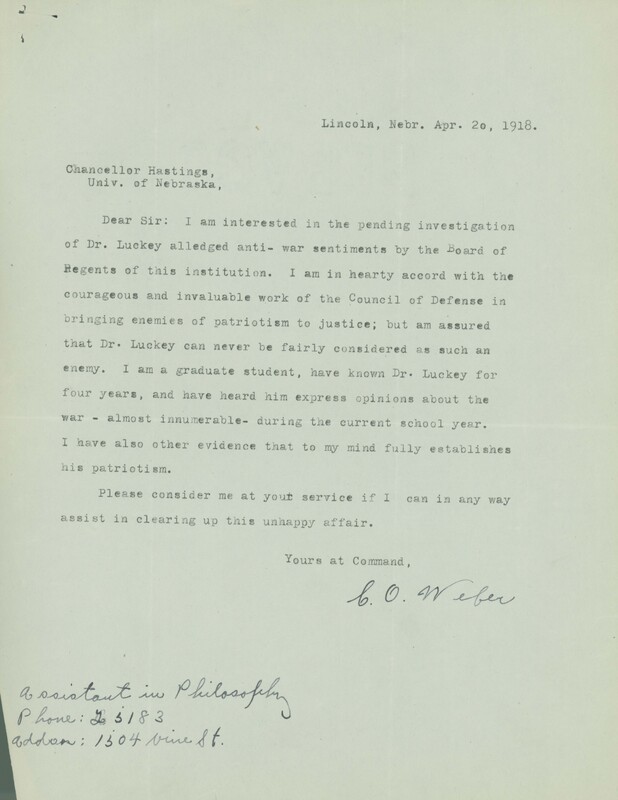 Lincoln, Nebr. Apr. 20, 1918.
Chancellor Hastings,
Univ. of Nebraska,
Dear Sir: I am interested in the pending investigation
of Dr. Luckey alledged anti- war sentiments by the Board of
Regents of this institution. I am in hearty accord with the
courageous and invaluable work of the Council of Defense in
bringing enemies of patriotism to justice; but am assured
that Dr. Luckey can never be fairly considered as such an
enemy. I am a graduate student, have known Dr. Luckey for
four years, and have heard him express opinions about the
war - almost innumerable- during the current school year.
I have also other evidence that to my mind fully establishes
his patriotism.
Please consider me at your service if I can in any way
assist in clearing up this unhappy affair.
Yours at Command,
C. O. Weber
Assistant in Philosophy
Phone: 5183
1504 Vine St.